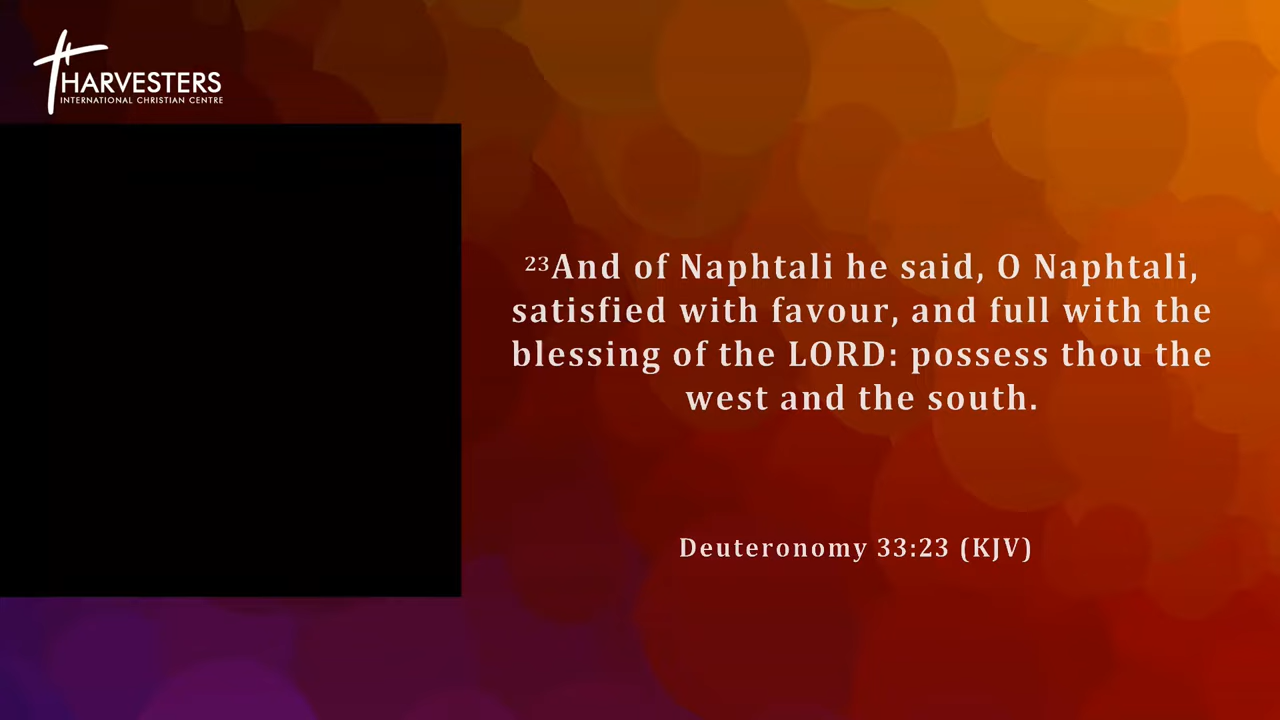 HARVESTERS
INTERNATIONAL CHRISTIAN CENTRE
23And of Naphtali he said, O Naphtali,
satisfied with favour, and full with the
blessing of the LORD: possess thou the
west and the south.
Deuteronomy 33:23 (KJV)